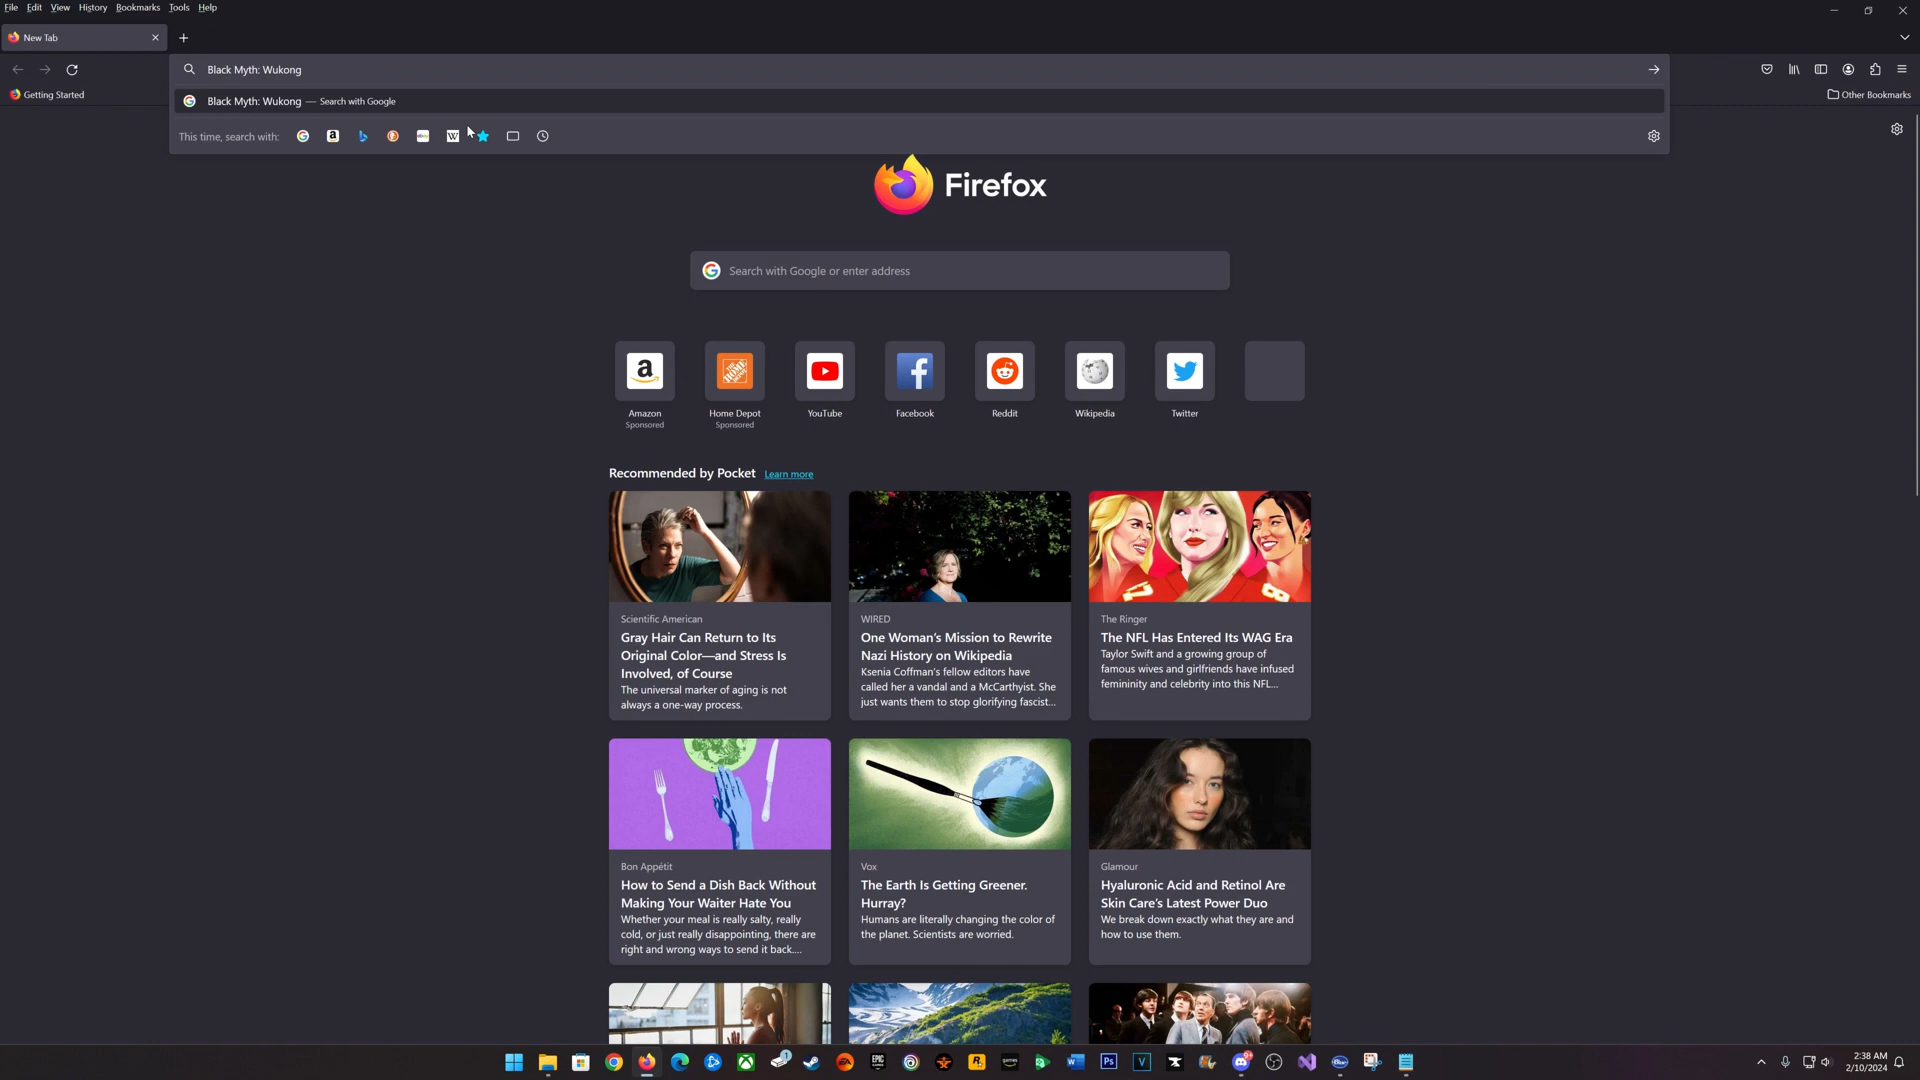 File Edit View History Bookmarks Tools Help
New Tab
Black Myth: Wukong
Getting Started
Other Bookmarks
Black Myth: Wukong — Search with Google
This time, search with:
Firefox
Search with Google or enter address
Amazon
Sponsored
Home Depot
Sponsored
YouTube
Facebook
Reddit
Wikipedia
Twitter
Recommended by Pocket Learn more
Scientific American
Gray Hair Can Return to Its
Original Color—and Stress Is
Involved, of Course
The universal marker of aging is not
always a one-way process.
WIRED
One Woman's Mission to Rewrite
Nazi History on Wikipedia
Ksenia Coffman's fellow editors have
called her a vandal and a McCarthyist. She
just wants them to stop glorifying fascist...
The Ringer
The NFL Has Entered Its WAG Era
Taylor Swift and a growing group of
famous wives and girlfriends have infused
femininity and celebrity into this NFL...
Bon Appétit
How to Send a Dish Back Without
Making Your Waiter Hate You
Whether your meal is really salty, really
cold, or just really disappointing, there are
right and wrong ways to send it back....
Vox
The Earth Is Getting Greener.
Hurray?
Humans are literally changing the color of
the planet. Scientists are worried.
Glamour
Hyaluronic Acid and Retinol Are
Skin Care's Latest Power Duo
We break down exactly what they are and
how to use them.
2:38 AM
2/10/2024